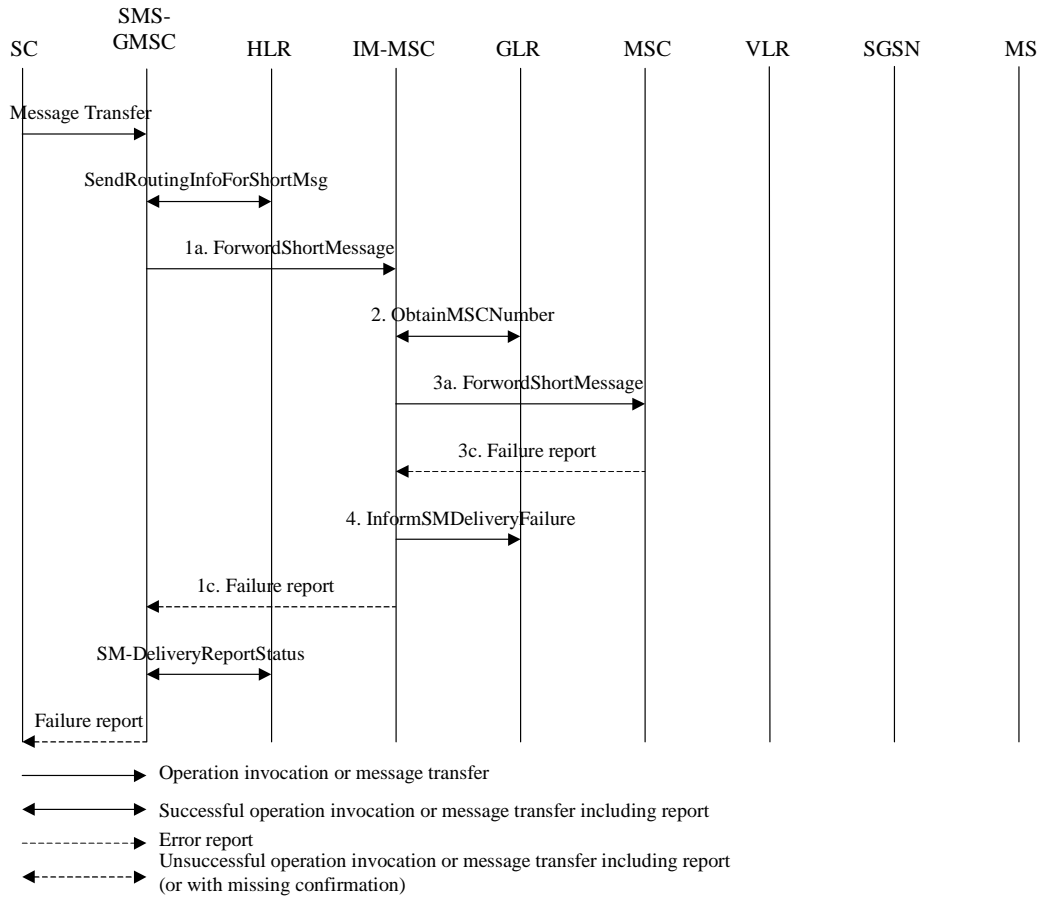 SMS-
GMSC
SC
HLR
IM-MSC
GLR
MSC
VLR
SGSN
MS
Message Transfer
SendRoutingInfoForShortMsg
1a. ForwordShortMessage
2. ObtainMSCNumber
3a. ForwordShortMessage
3c. Failure report
4. InformSMDeliveryFailure
1c. Failure report
SM-DeliveryReportStatus
Failure report
Operation invocation or message transfer
Successful operation invocation or message transfer including report
Error report
Unsuccessful operation invocation or message transfer including report
(or with missing confirmation)